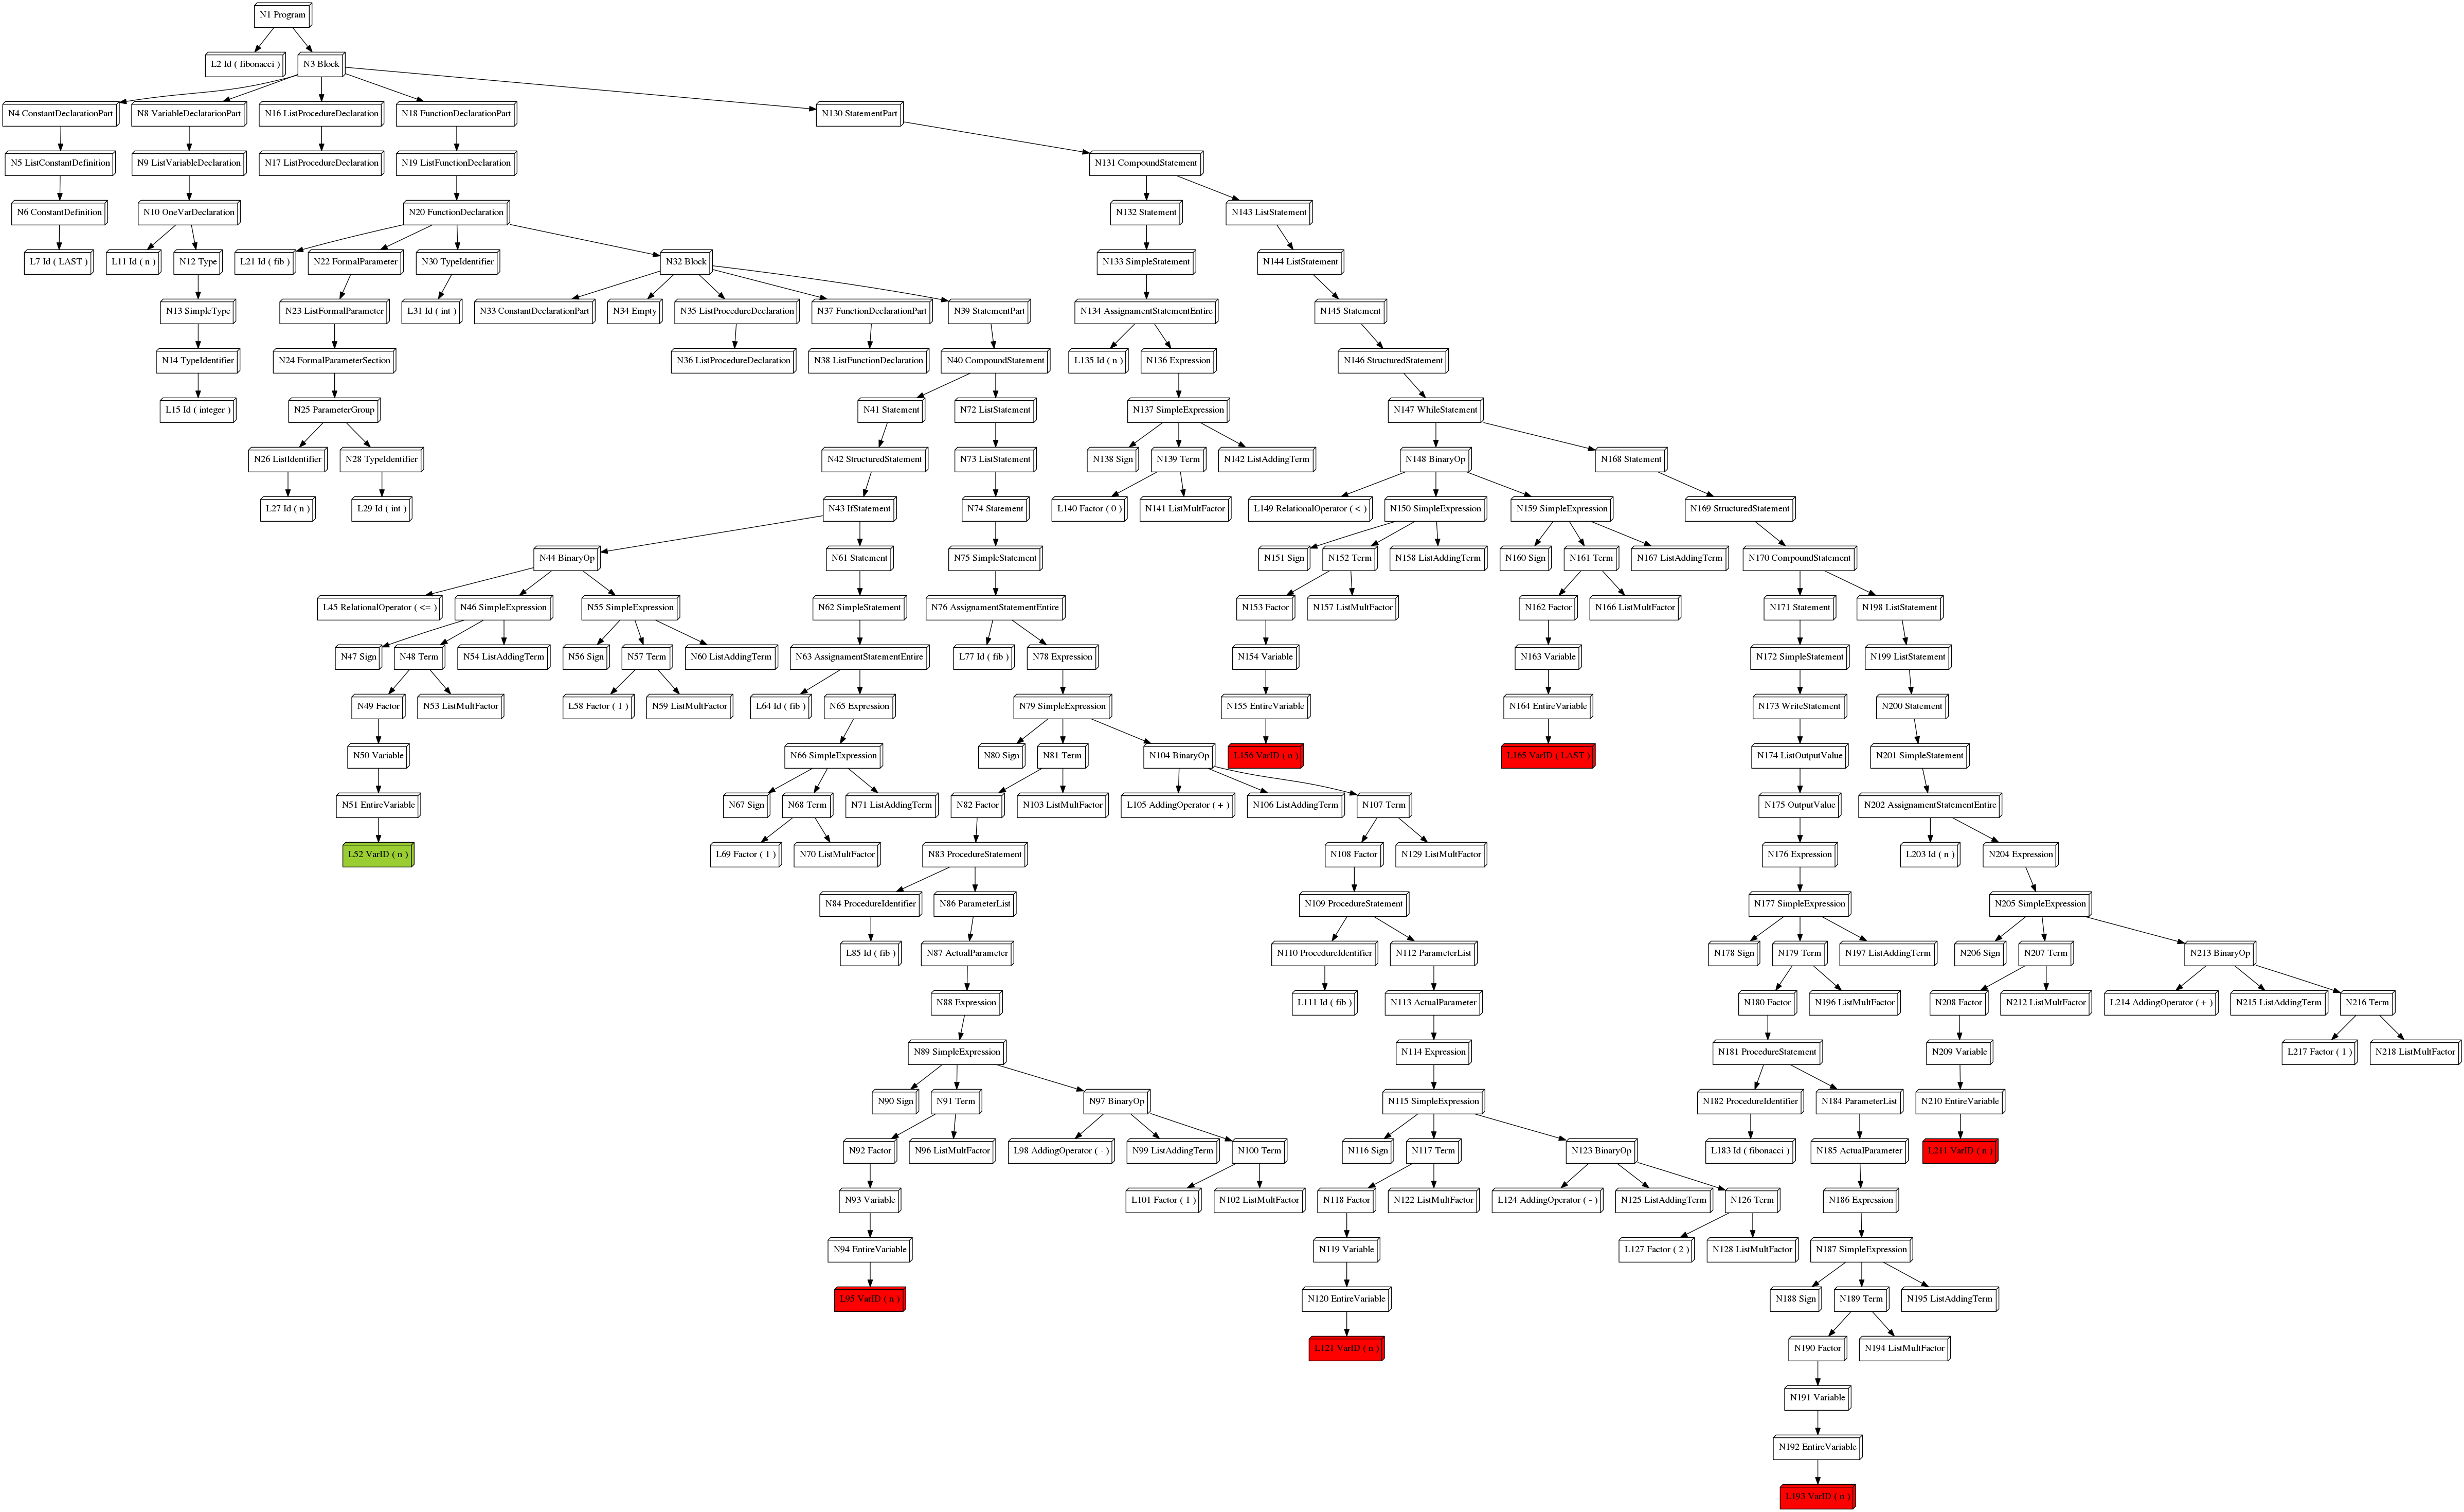 N1 Program
L2 Id ( fibonacci )
N3 Block
N4 ConstantDeclarationPart
N8 VariableDeclatarionPart
N16 ListProcedureDeclaration
N18 FunctionDeclarationPart
N130 StatementPart
N5 ListConstantDefinition
N9 ListVariableDeclaration
N17 ListProcedureDeclaration
N19 ListFunctionDeclaration
N131 CompoundStatement
N6 ConstantDefinition
N10 OneVarDeclaration
N20 FunctionDeclaration
N132 Statement
N143 ListStatement
L7 Id ( LAST )
L11 Id ( n )
N12 Type
L21 Id ( fib )
N22 FormalParameter
N30 TypeIdentifier
N32 Block
N133 SimpleStatement
N144 ListStatement
N13 SimpleType
N23 ListFormalParameter
L31 Id ( int )
N33 ConstantDeclarationPart
N34 Empty
N35 ListProcedureDeclaration
N37 FunctionDeclarationPart
N39 StatementPart
N134 AssignamentStatementEntire
N145 Statement
N14 TypeIdentifier
N24 FormalParameterSection
N36 ListProcedureDeclaration
N38 ListFunctionDeclaration
N40 CompoundStatement
L135 Id ( n )
N136 Expression
N146 StructuredStatement
L15 Id ( integer )
N25 ParameterGroup
N41 Statement
N72 ListStatement
N137 SimpleExpression
N147 WhileStatement
N26 ListIdentifier
N28 TypeIdentifier
N42 StructuredStatement
N73 ListStatement
N138 Sign
N139 Term
N142 ListAddingTerm
N148 BinaryOp
N168 Statement
L27 Id ( n )
L29 Id ( int )
N43 IfStatement
N74 Statement
L140 Factor ( 0 )
N141 ListMultFactor
L149 RelationalOperator ( < )
N150 SimpleExpression
N159 SimpleExpression
N169 StructuredStatement
N44 BinaryOp
N61 Statement
N75 SimpleStatement
N151 Sign
N152 Term
N158 ListAddingTerm
N160 Sign
N161 Term
N167 ListAddingTerm
N170 CompoundStatement
L45 RelationalOperator ( <= )
N46 SimpleExpression
N55 SimpleExpression
N62 SimpleStatement
N76 AssignamentStatementEntire
N153 Factor
N157 ListMultFactor
N162 Factor
N166 ListMultFactor
N171 Statement
N198 ListStatement
N47 Sign
N48 Term
N54 ListAddingTerm
N56 Sign
N57 Term
N60 ListAddingTerm
N63 AssignamentStatementEntire
L77 Id ( fib )
N78 Expression
N154 Variable
N163 Variable
N172 SimpleStatement
N199 ListStatement
N49 Factor
N53 ListMultFactor
L58 Factor ( 1 )
N59 ListMultFactor
L64 Id ( fib )
N65 Expression
N79 SimpleExpression
N155 EntireVariable
N164 EntireVariable
N173 WriteStatement
N200 Statement
N50 Variable
N66 SimpleExpression
N80 Sign
N81 Term
N104 BinaryOp
L156 VarID ( n )
L165 VarID ( LAST )
N174 ListOutputValue
N201 SimpleStatement
N51 EntireVariable
N67 Sign
N68 Term
N71 ListAddingTerm
N82 Factor
N103 ListMultFactor
L105 AddingOperator ( + )
N106 ListAddingTerm
N107 Term
N175 OutputValue
N202 AssignamentStatementEntire
L52 VarID ( n )
L69 Factor ( 1 )
N70 ListMultFactor
N83 ProcedureStatement
N108 Factor
N129 ListMultFactor
N176 Expression
L203 Id ( n )
N204 Expression
N84 ProcedureIdentifier
N86 ParameterList
N109 ProcedureStatement
N177 SimpleExpression
N205 SimpleExpression
L85 Id ( fib )
N87 ActualParameter
N110 ProcedureIdentifier
N112 ParameterList
N178 Sign
N179 Term
N197 ListAddingTerm
N206 Sign
N207 Term
N213 BinaryOp
N88 Expression
L111 Id ( fib )
N113 ActualParameter
N180 Factor
N196 ListMultFactor
N208 Factor
N212 ListMultFactor
L214 AddingOperator ( + )
N215 ListAddingTerm
N216 Term
N89 SimpleExpression
N114 Expression
N181 ProcedureStatement
N209 Variable
L217 Factor ( 1 )
N218 ListMultFactor
N90 Sign
N91 Term
N97 BinaryOp
N115 SimpleExpression
N182 ProcedureIdentifier
N184 ParameterList
N210 EntireVariable
N92 Factor
N96 ListMultFactor
L98 AddingOperator ( - )
N99 ListAddingTerm
N100 Term
N116 Sign
N117 Term
N123 BinaryOp
L183 Id ( fibonacci )
N185 ActualParameter
L211 VarID ( n )
N93 Variable
L101 Factor ( 1 )
N102 ListMultFactor
N118 Factor
N122 ListMultFactor
L124 AddingOperator ( - )
N125 ListAddingTerm
N126 Term
N186 Expression
N94 EntireVariable
N119 Variable
L127 Factor ( 2 )
N128 ListMultFactor
N187 SimpleExpression
L95 VarID ( n )
N120 EntireVariable
N188 Sign
N189 Term
N195 ListAddingTerm
L121 VarID ( n )
N190 Factor
N194 ListMultFactor
N191 Variable
N192 EntireVariable
L193 VarID ( n )